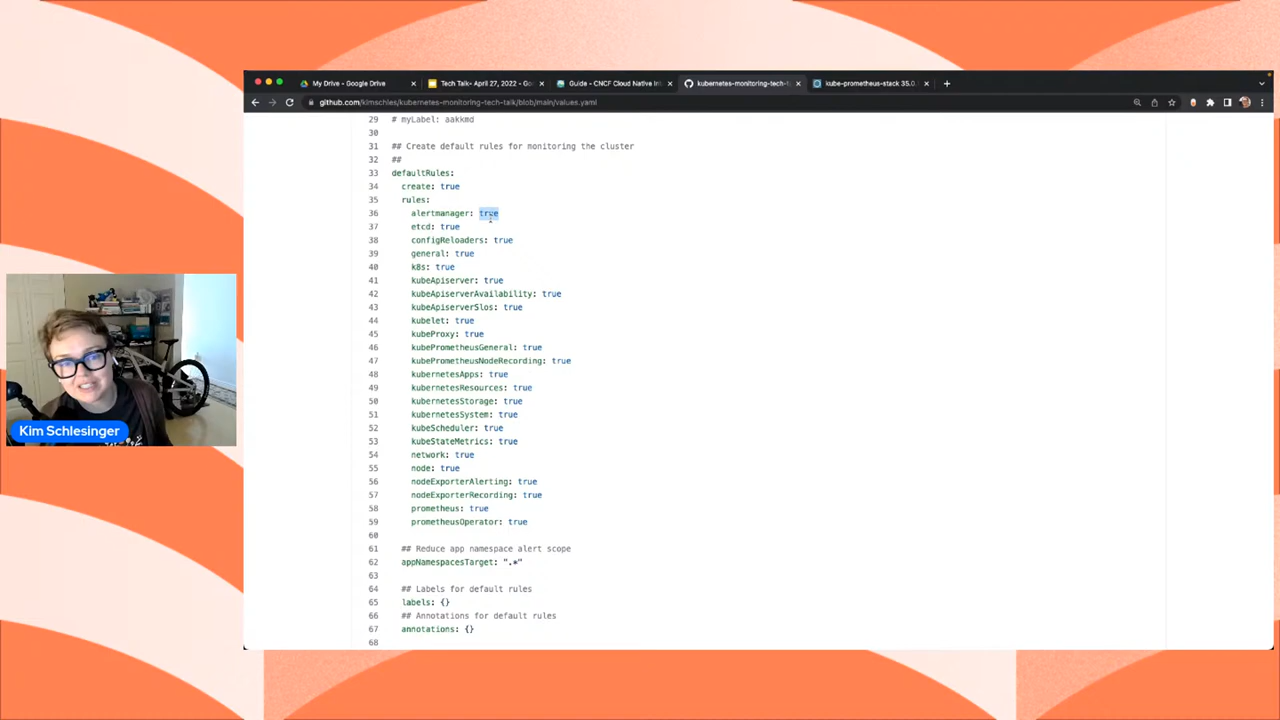 My Drive - Google Drive
Tech Talk- April 27, 2022 - Go
Guide - CNCF Cloud Native Int
kubernetes-monitoring-tech-t
kube-prometheus-stack 35.0.
github.com/kimschles/kubernetes-monitoring-tech-talk/blob/main/values.yaml
29 # myLabel: aakkmd
30
31 ## Create default rules for monitoring the cluster
32 ##
33 defaultRules:
34 create: true
35 rules:
36 alertmanager: true
37 etcd: true
38 configReloaders: true
39 general: true
40 k8s: true
41 kubeApiserver: true
42 kubeApiserverAvailability: true
43 kubeApiserverSlos: true
44 kubelet: true
45 kubeProxy: true
46 kubePrometheusGeneral: true
47 kubePrometheusNodeRecording: true
48 kubernetesApps: true
49 kubernetesResources: true
50 kubernetesStorage: true
51 kubernetesSystem: true
52 kubeScheduler: true
53 kubeStateMetrics: true
54 network: true
55 node: true
56 nodeExporterAlerting: true
57 nodeExporterRecording: true
58 prometheus: true
59 prometheusOperator: true
60
61 ## Reduce app namespace alert scope
62 appNamespacesTarget: ".*"
63
64 ## Labels for default rules
65 labels: {}
66 ## Annotations for default rules
67 annotations: {}
68
Kim Schlesinger